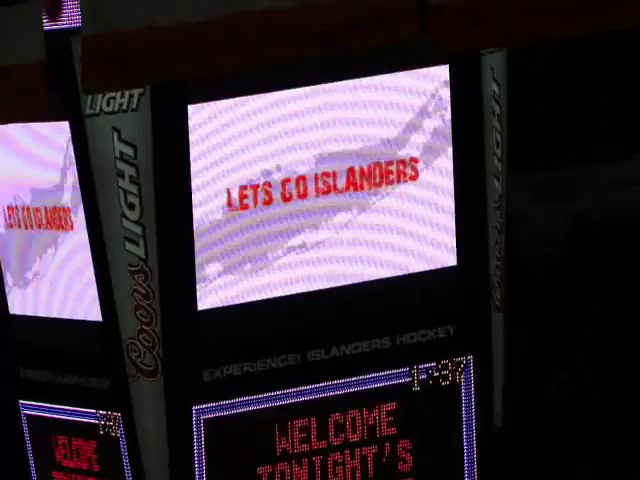 LIGHT
LETS GO ISLANDERS
LETS GO ISLANDERS
Coors LIGHT
EXPERIENCE: ISLANDERS HOCKEY
WELCOME
TONIGHT'S
WELCOME